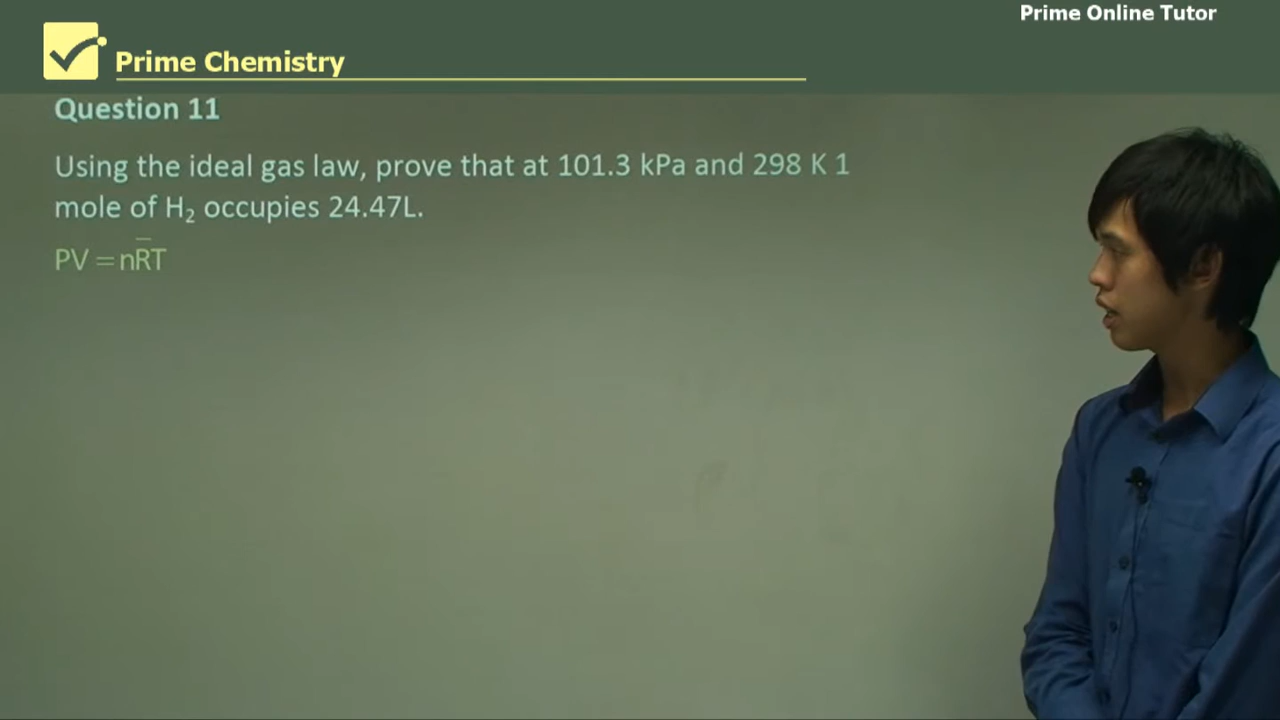 Prime Online Tutor
Prime Chemistry
Question 11
Using the ideal gas law, prove that at 101.3 kPa and 298 K 1
mole of H₂ occupies 24.47L.
PV = nR̅T